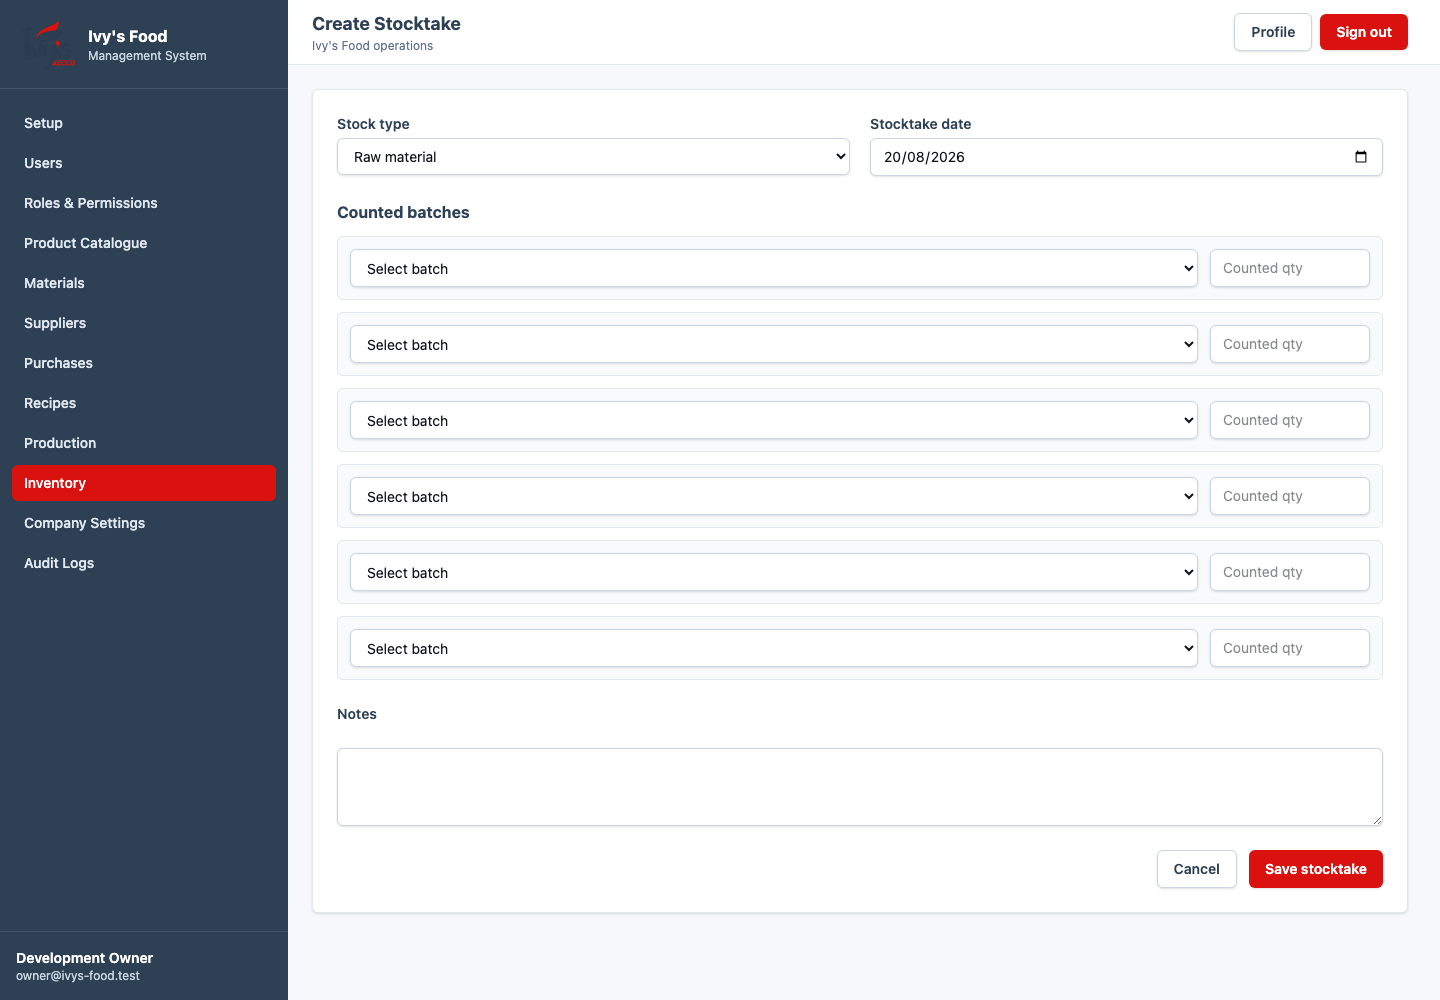 Ivy's Food
Management System
Setup
Users
Roles & Permissions
Product Catalogue
Materials
Suppliers
Purchases
Recipes
Production
Inventory
Company Settings
Audit Logs
Development Owner
owner@ivys-food.test
Create Stocktake
Ivy's Food operations
Profile
Sign out
Stock type
Stocktake date
Raw material
20/08/2026
Counted batches
Select batch
Counted qty
Select batch
Counted qty
Select batch
Counted qty
Select batch
Counted qty
Select batch
Counted qty
Select batch
Counted qty
Notes
Cancel
Save stocktake